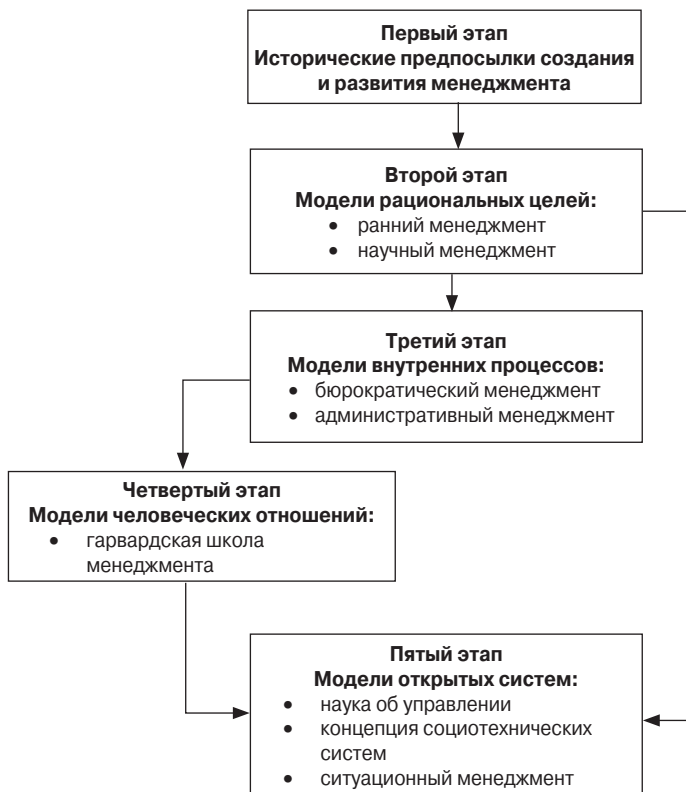 Первый этап
Исторические предпосылки создания
и развития менеджмента
Второй этап
Модели рациональных целей:
• ранний менеджмент
• научный менеджмент
Третий этап
Модели внутренних процессов:
• бюрократический менеджмент
• административный менеджмент
Четвертый этап
Модели человеческих отношений:
• гарвардская школа
менеджмента
Пятый этап
Модели открытых систем:
• наука об управлении
• концепция социотехнических
систем
• ситуационный менеджмент